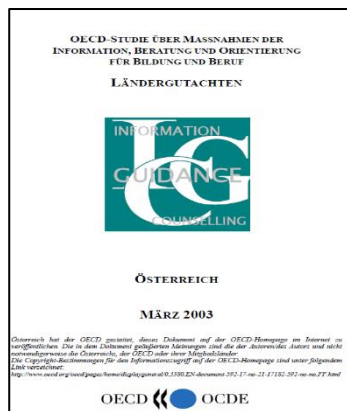 OECD-STUDIE ÜBER MASSNAHMEN DER
INFORMATION, BERATUNG UND ORIENTIERUNG
FÜR BILDUNG UND BERUF
LÄNDERGUTACHTEN
INFORMATION
GUIDANCE
COUNSELLING
ÖSTERREICH
MÄRZ 2003
Österreich hat der OECD gestattet, dieses Dokument auf der OECD-Homepage im Internet zu
veröffentlichen. Die in dem Dokument geäußerten Meinungen sind die der Autoren/des Autors und nicht
notwendigerweise die Österreichs, der OECD oder ihrer Mitgliedsländer.
Die Copyright-Bestimmungen für den Informationszugriff auf der OECD-Homepage sind unter folgendem
Link verzeichnet:
OECD OCDE